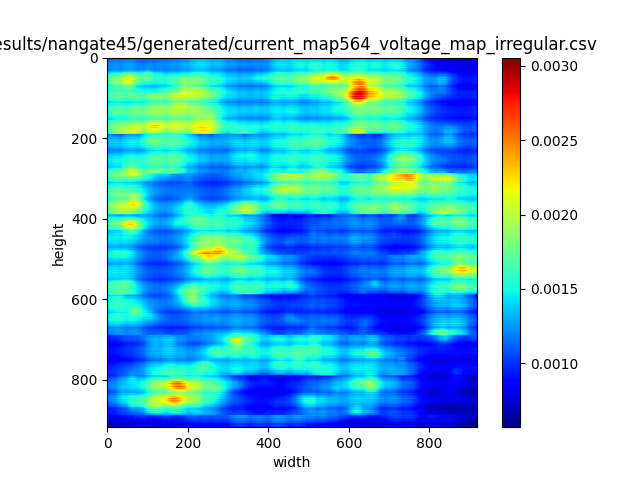 esults/nangate45/generated/current_map564_voltage_map_irregular.csv
0
200
400
600
800
height
0 200 400 600 800
width
0.0030
0.0025
0.0020
0.0015
0.0010